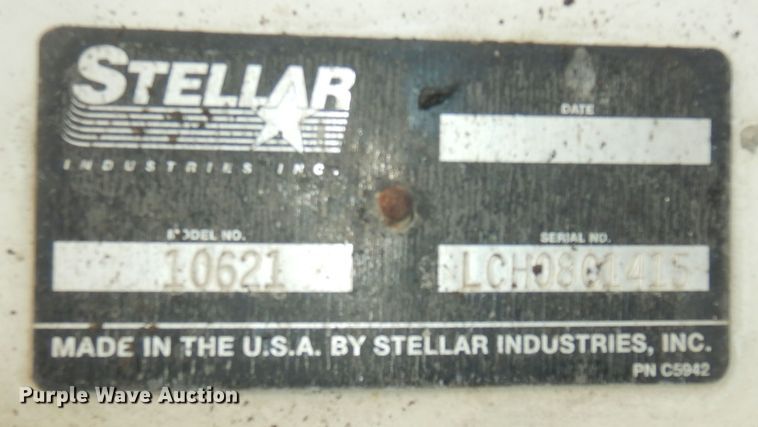 STELLAR
INDUSTRIES INC.
DATE
MODEL NO.
10621
SERIAL NO.
MADE IN THE U.S.A. BY STELLAR INDUSTRIES, INC.
PN C5942
Purple Wave Auction